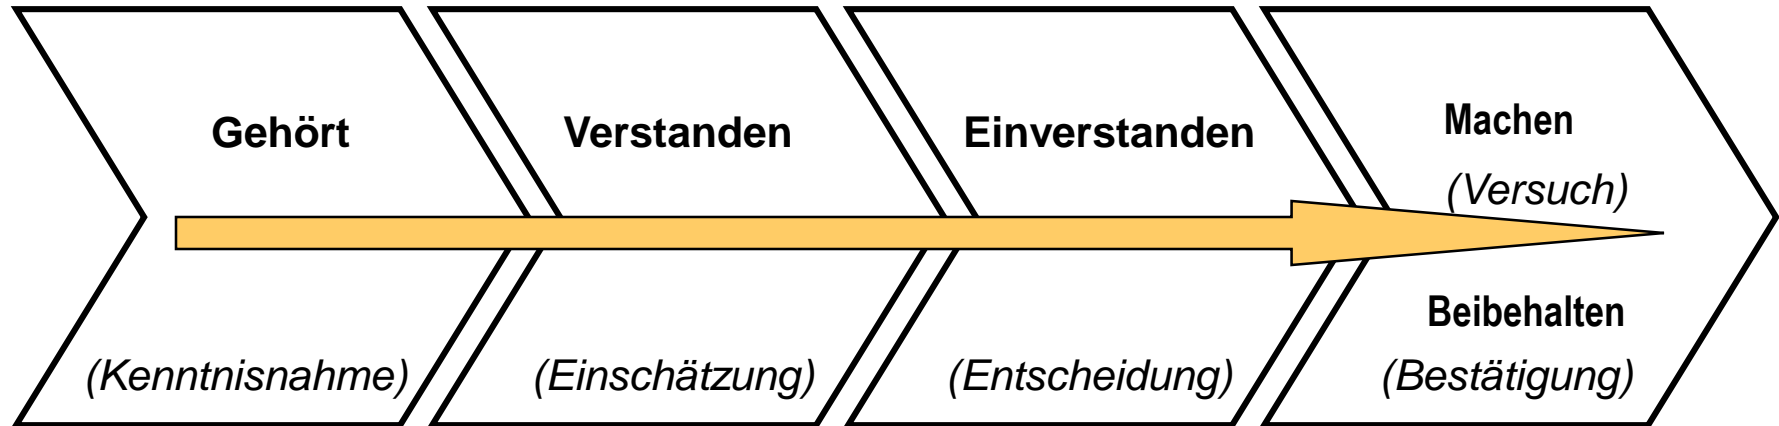 Gehört
(Kenntnisnahme)
Verstanden
(Einschätzung)
Einverstanden
(Entscheidung)
Machen
(Versuch)
Beibehalten
(Bestätigung)